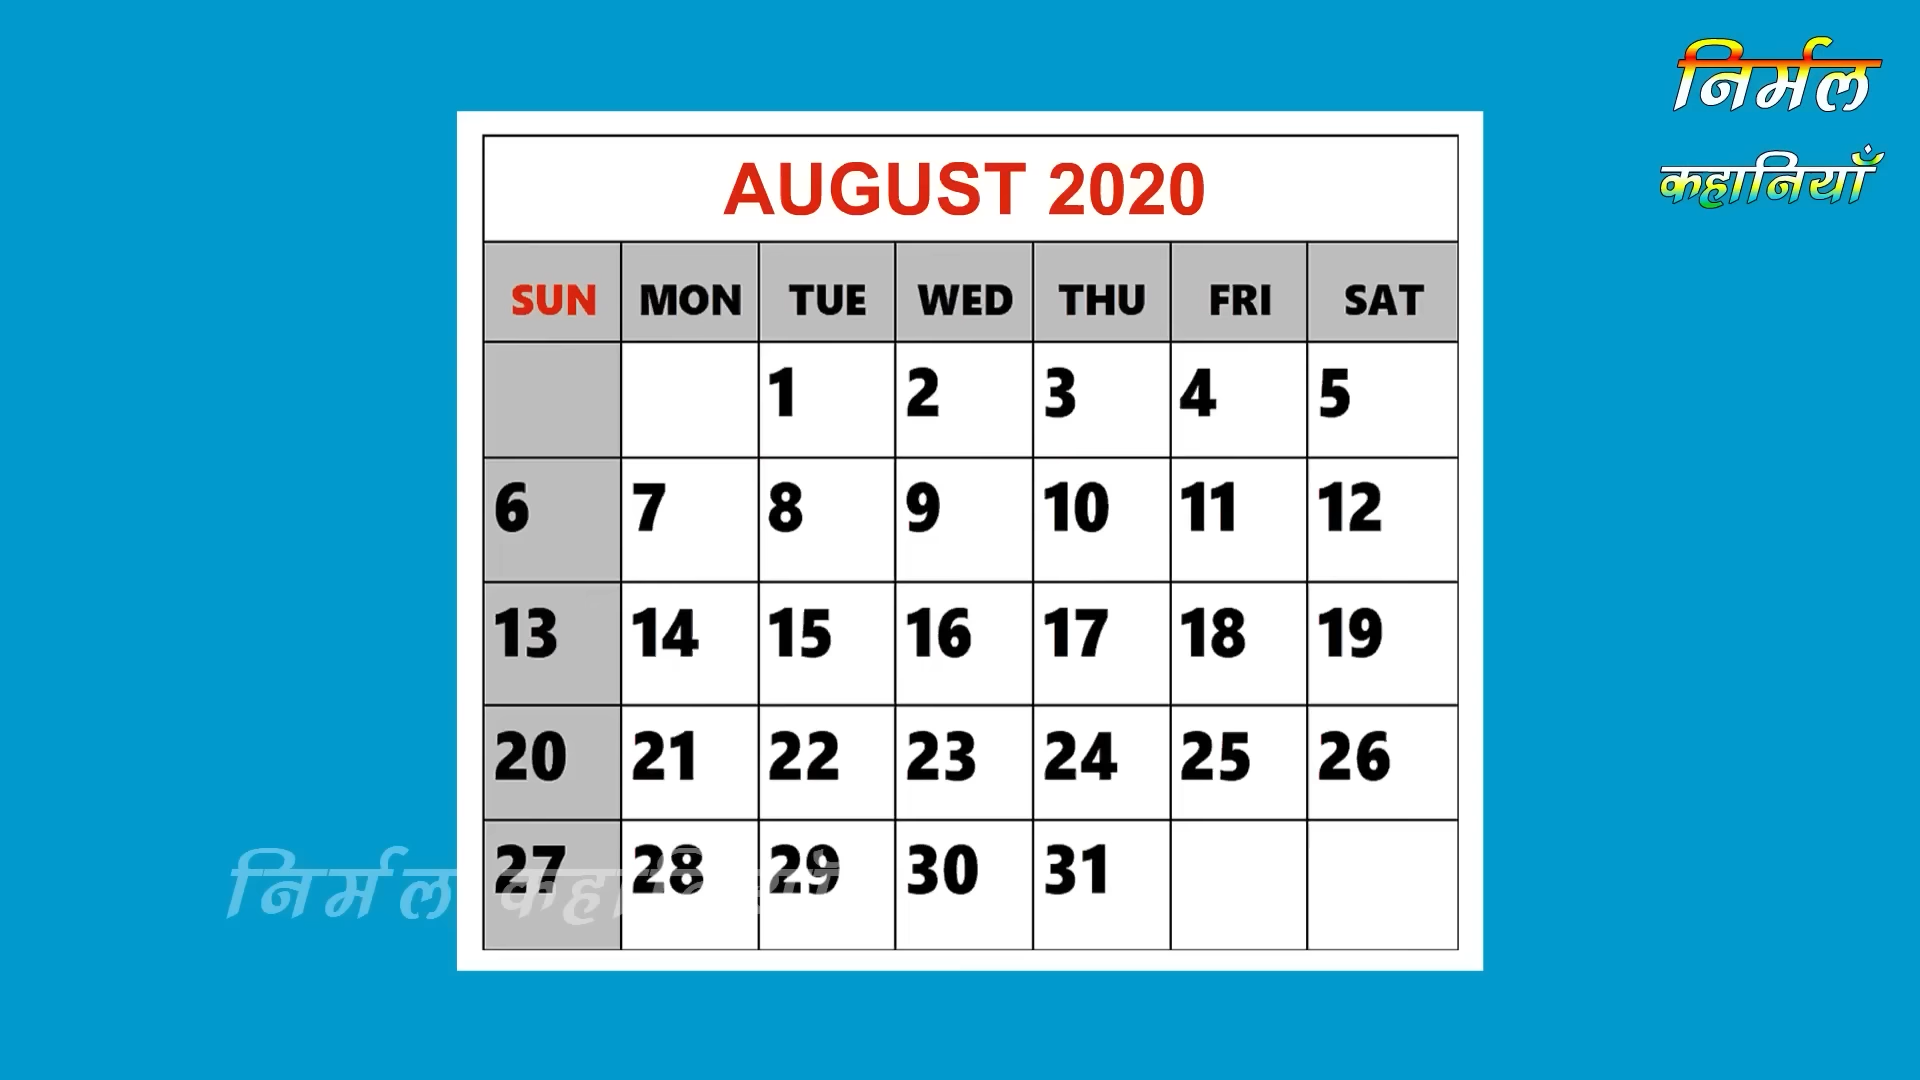 निर्मल
कहानियाँ
AUGUST 2020
SUN MON TUE WED THU FRI SAT
1 2 3 4 5
6 7 8 9 10 11 12
13 14 15 16 17 18 19
20 21 22 23 24 25 26
27 28 29 30 31
निर्मल कहानियाँ